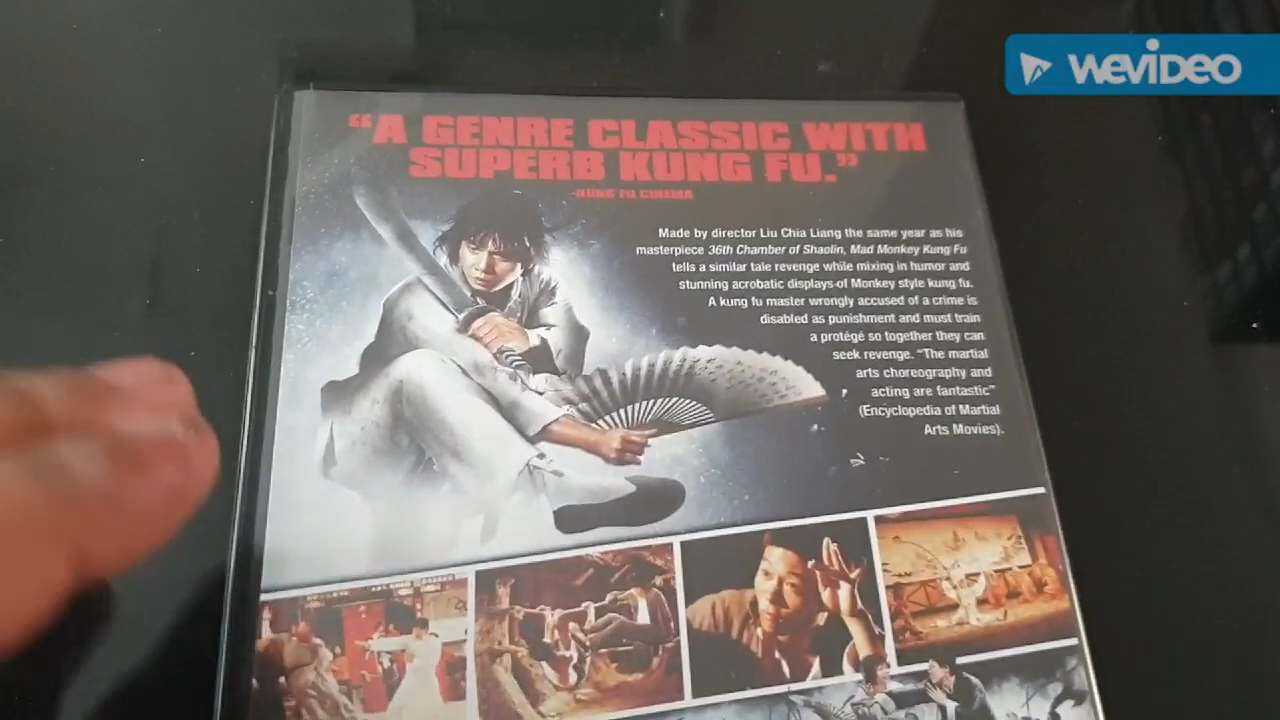 WEVIDEO
“A GENRE CLASSIC WITH
SUPERB KUNG FU.”
-KUNG FU CINEMA
Made by director Liu Chia Liang the same year as his
masterpiece 36th Chamber of Shaolin, Mad Monkey Kung Fu
tells a similar tale revenge while mixing in humor and
stunning acrobatic displays of Monkey style kung fu.
A kung fu master wrongly accused of a crime is
disabled as punishment and must train
a protégé so together they can
seek revenge. “The martial
arts choreography and
acting are fantastic”
(Encyclopedia of Martial
Arts Movies).